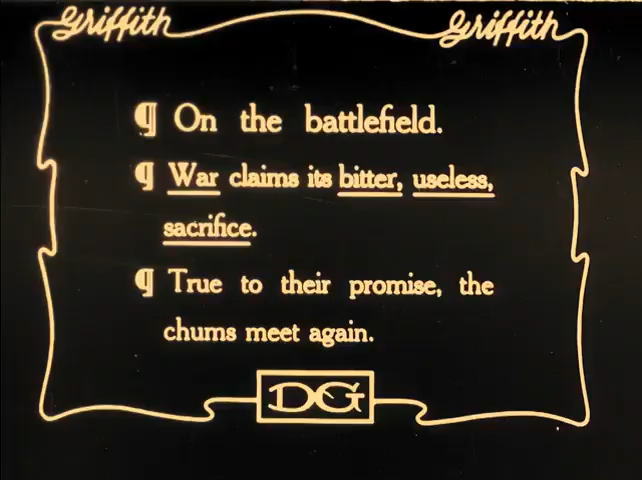 Griffith Griffith
¶ On the battlefield.
¶ War claims its bitter, useless,
sacrifice.
¶ True to their promise, the
chums meet again.
DG